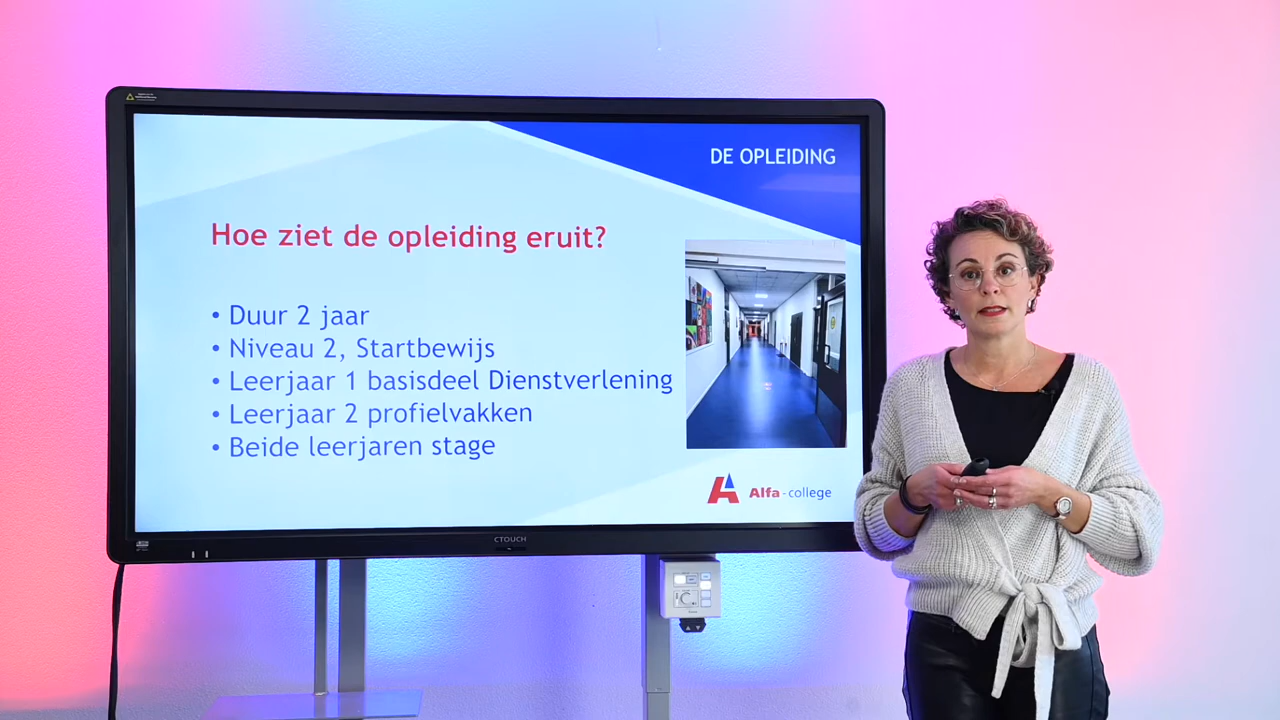 DE OPLEIDING
Hoe ziet de opleiding eruit?
• Duur 2 jaar
• Niveau 2, Startbewijs
• Leerjaar 1 basisdeel Dienstverlening
• Leerjaar 2 profielvakken
• Beide leerjaren stage
Alfa-college
CTOUCH